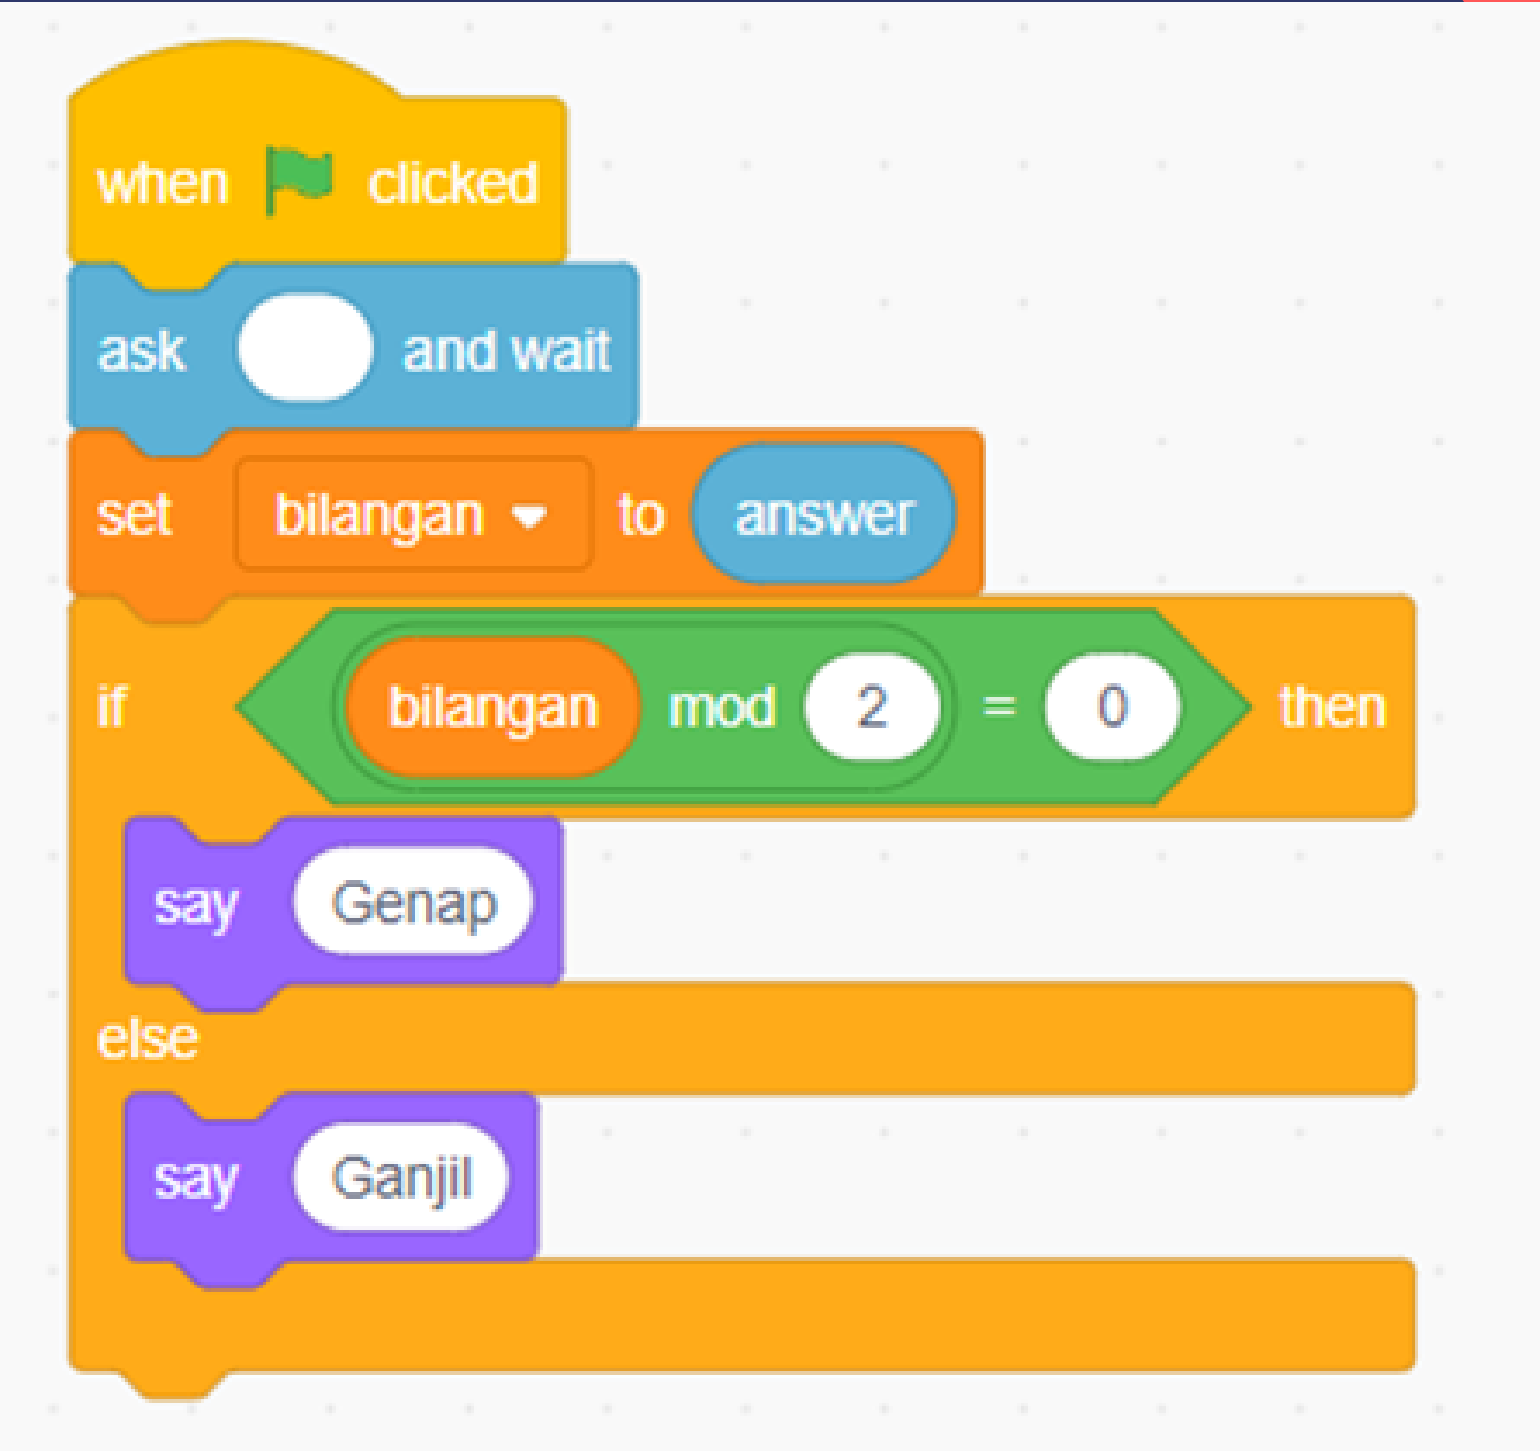 when clicked
ask and wait
set bilangan to answer
if bilangan mod 2 = 0 then
say Genap
else
say Ganjil